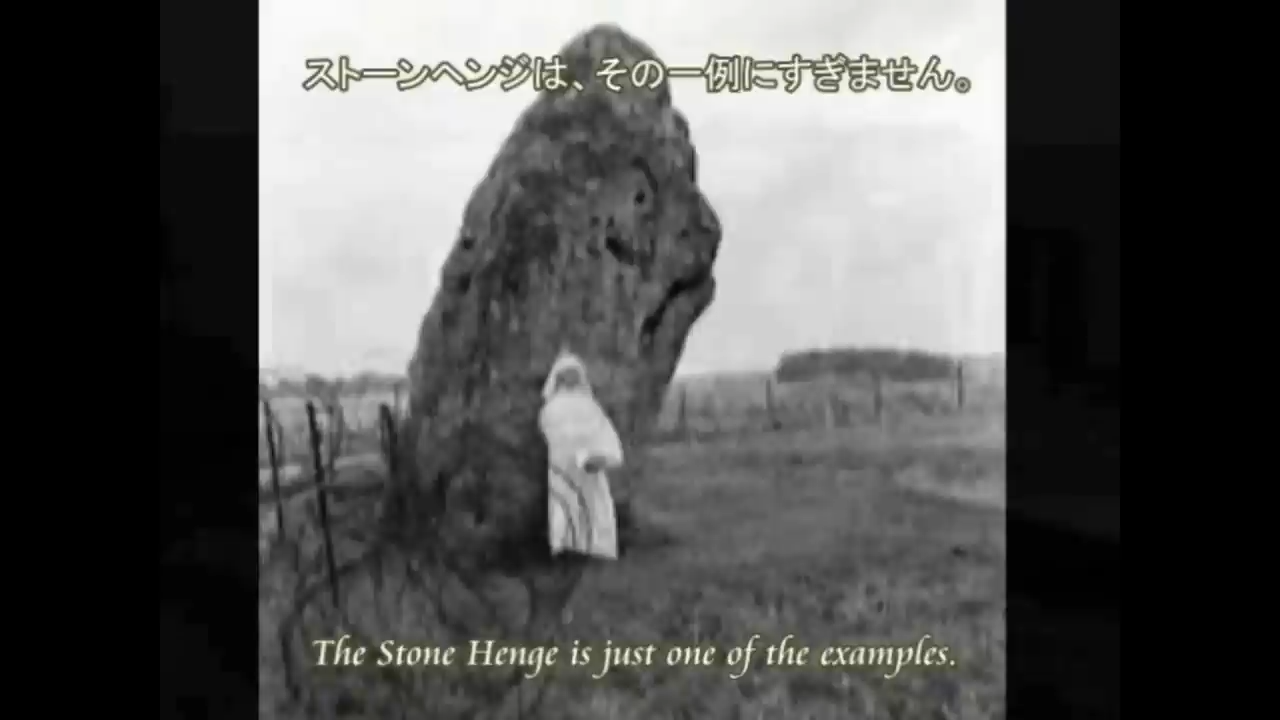 ストーンヘンジは、その一例にすぎません。
The Stone Henge is just one of the examples.